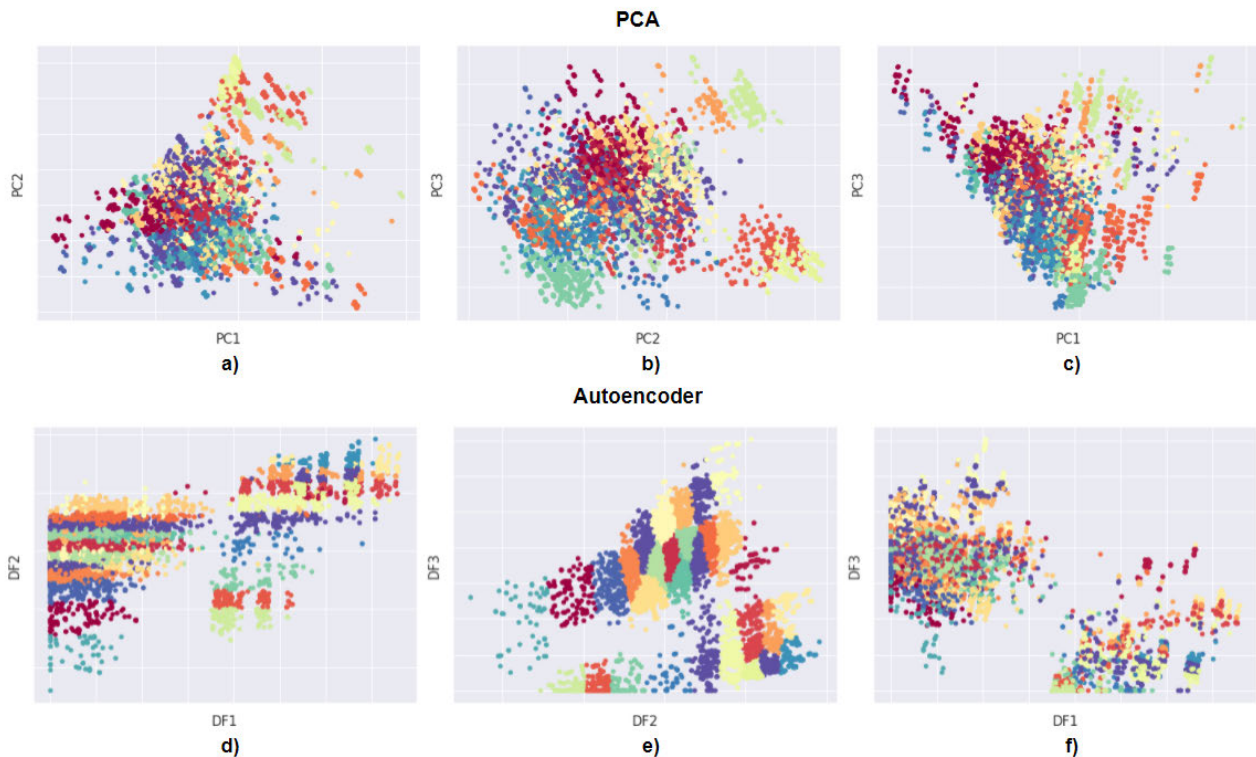 PCA
PC2
PC1
a)
PC3
PC2
b)
PC3
PC1
c)
Autoencoder
DF2
DF1
d)
DF3
DF2
e)
DF3
DF1
f)